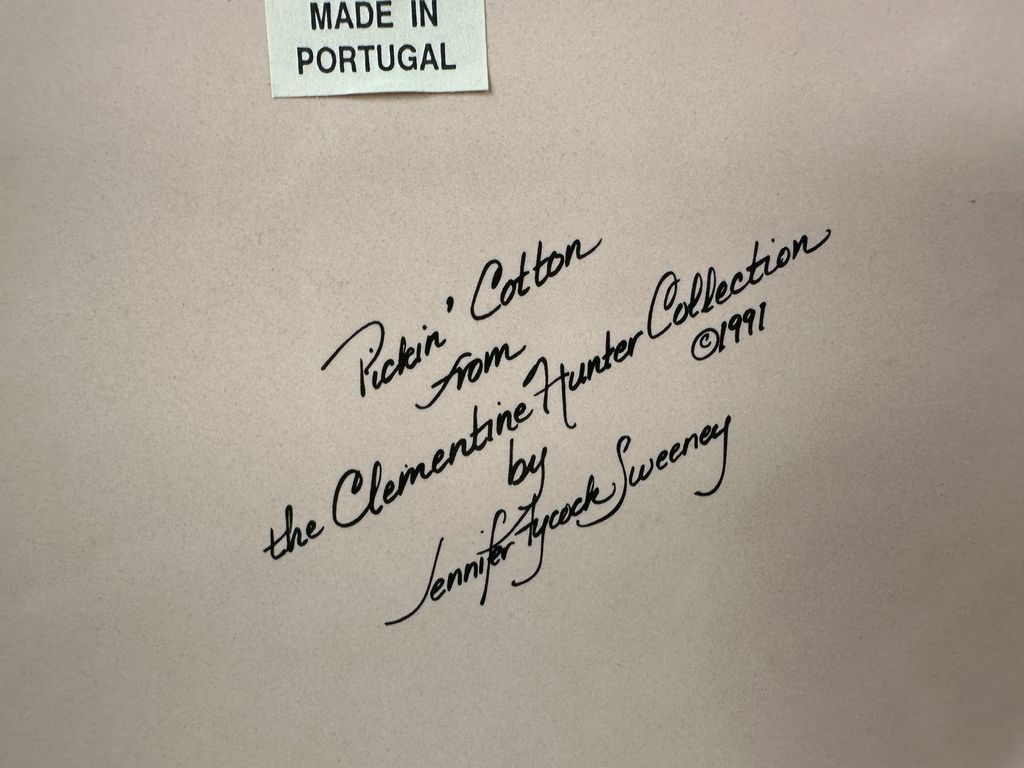 MADE IN
PORTUGAL
Pickin' Cotton
from
the Clementine Hunter Collection
©1991
by
Jennifer Tycock Sweeney